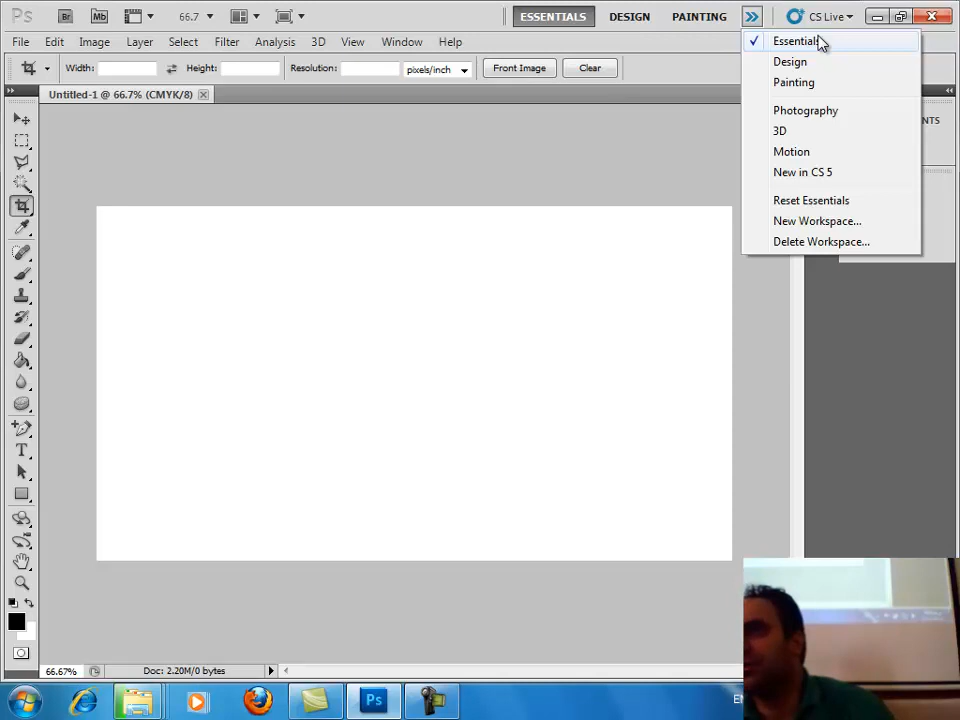 Ps Br Mb 66.7 ESSENTIALS DESIGN PAINTING CS Live
File Edit Image Layer Select Filter Analysis 3D View Window Help
Width: Height: Resolution: pixels/inch Front Image Clear
Untitled-1 @ 66.7% (CMYK/8)
Essentials
Design
Painting
Photography
3D
Motion
New in CS 5
Reset Essentials
New Workspace...
Delete Workspace...
T
66.67% Doc: 2.20M/0 bytes
Ps